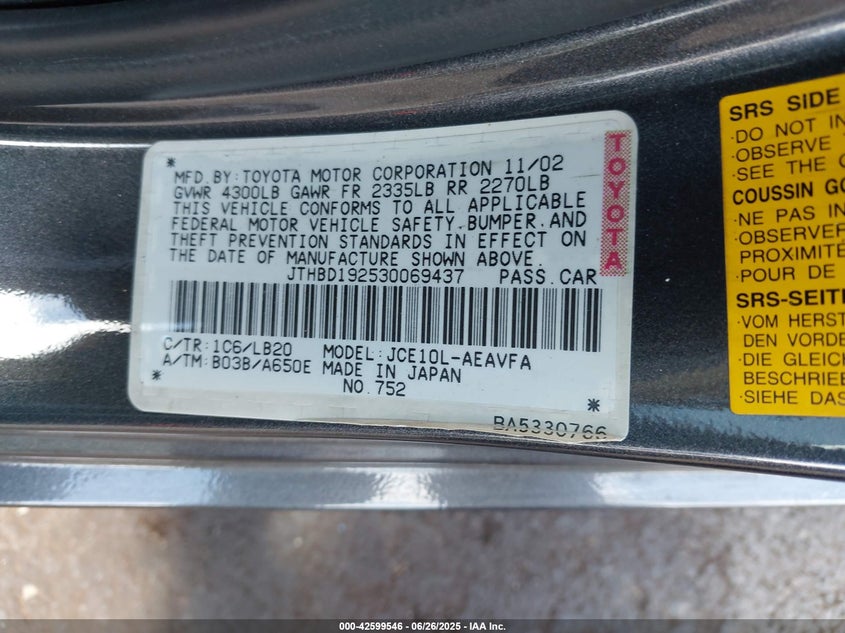 *
MFD.BY:TOYOTA MOTOR CORPORATION 11/02
GVWR 4300LB GAWR FR 2335LB RR 2270LB
THIS VEHICLE CONFORMS TO ALL APPLICABLE
FEDERAL MOTOR VEHICLE SAFETY.BUMPER.AND
THEFT PREVENTION STANDARDS IN EFFECT ON
THE DATE OF MANUFACTURE SHOWN ABOVE.
JTHBD192530069437 PASS.CAR
C/TR:1C6/LB20 MODEL:JCE10L-AEAVFA
A/TM:B03B/A650E MADE IN JAPAN
* NO.752 *
BA5330766
TOYOTA
SRS SIDE
·DO NOT IN
·OBSERVE
·SEE THE
COUSSIN
·NE PAS IN
·OBSERVER
PROXIMITÉ
·POUR DE
SRS-SEITE
·VOM HERST
DEN VORDE
·DIE GLEICH
BESCHRIEB
·SIEHE DAS
000-42599546 | 06/26/2025 | IAA Inc.